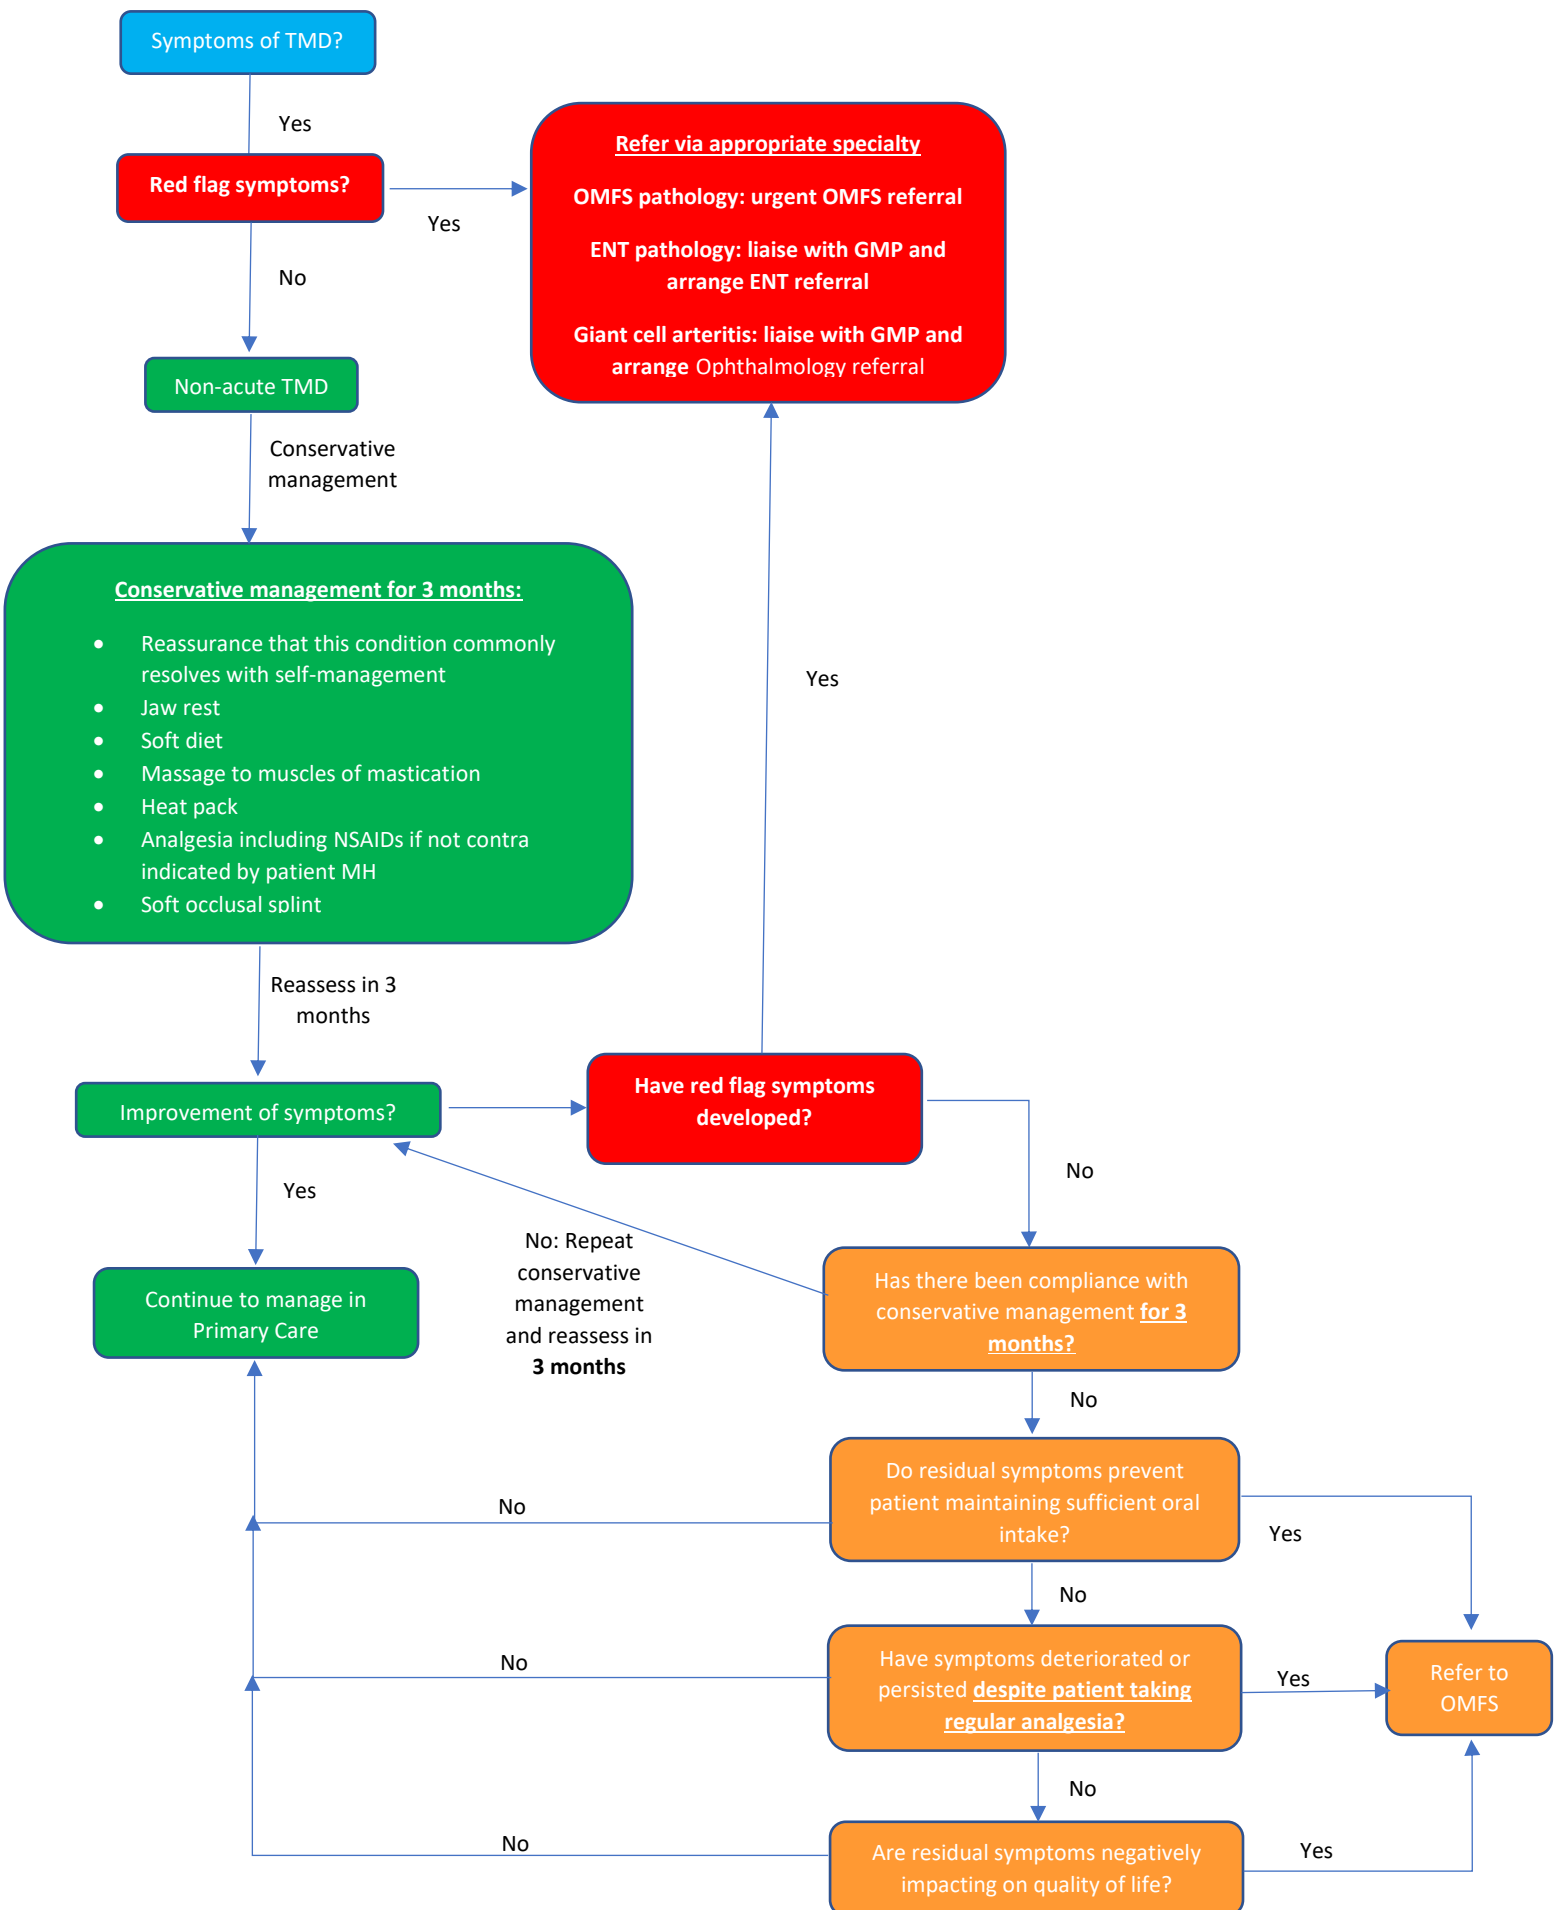 Symptoms of TMD?
Yes
Red flag symptoms?
Yes
No
Refer via appropriate specialty
OMFS pathology: urgent OMFS referral
ENT pathology: liaise with GMP and
arrange ENT referral
Giant cell arteritis: liaise with GMP and
arrange Ophthalmology referral
Non-acute TMD
Conservative
management
Conservative management for 3 months:
• Reassurance that this condition commonly
resolves with self-management
• Jaw rest
• Soft diet
• Massage to muscles of mastication
• Heat pack
• Analgesia including NSAIDs if not contra
indicated by patient MH
• Soft occlusal splint
Yes
Reassess in 3
months
Improvement of symptoms?
Have red flag symptoms
developed?
No
Yes
Continue to manage in
Primary Care
No: Repeat
conservative
management
and reassess in
3 months
Has there been compliance with
conservative management for 3
months?
No
Do residual symptoms prevent
patient maintaining sufficient oral
intake?
No
Yes
No
Have symptoms deteriorated or
persisted despite patient taking
regular analgesia?
No
Yes
Refer to
OMFS
No
Are residual symptoms negatively
impacting on quality of life?
No
Yes